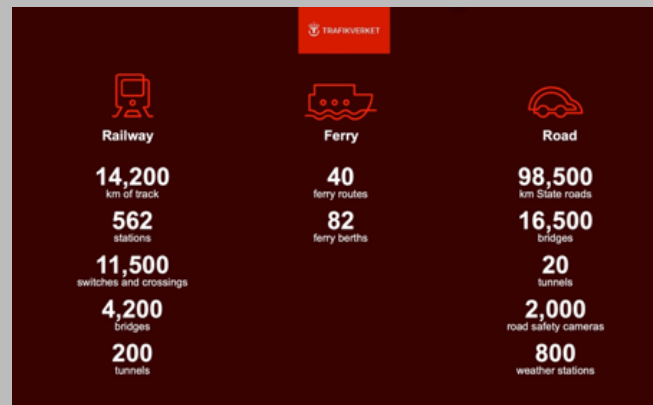 TRAFIKVERKET
Railway
14,200
km of track
562
stations
11,500
switches and crossings
4,200
bridges
200
tunnels
Ferry
40
ferry routes
82
ferry berths
Road
98,500
km State roads
16,500
bridges
20
tunnels
2,000
road safety cameras
800
weather stations